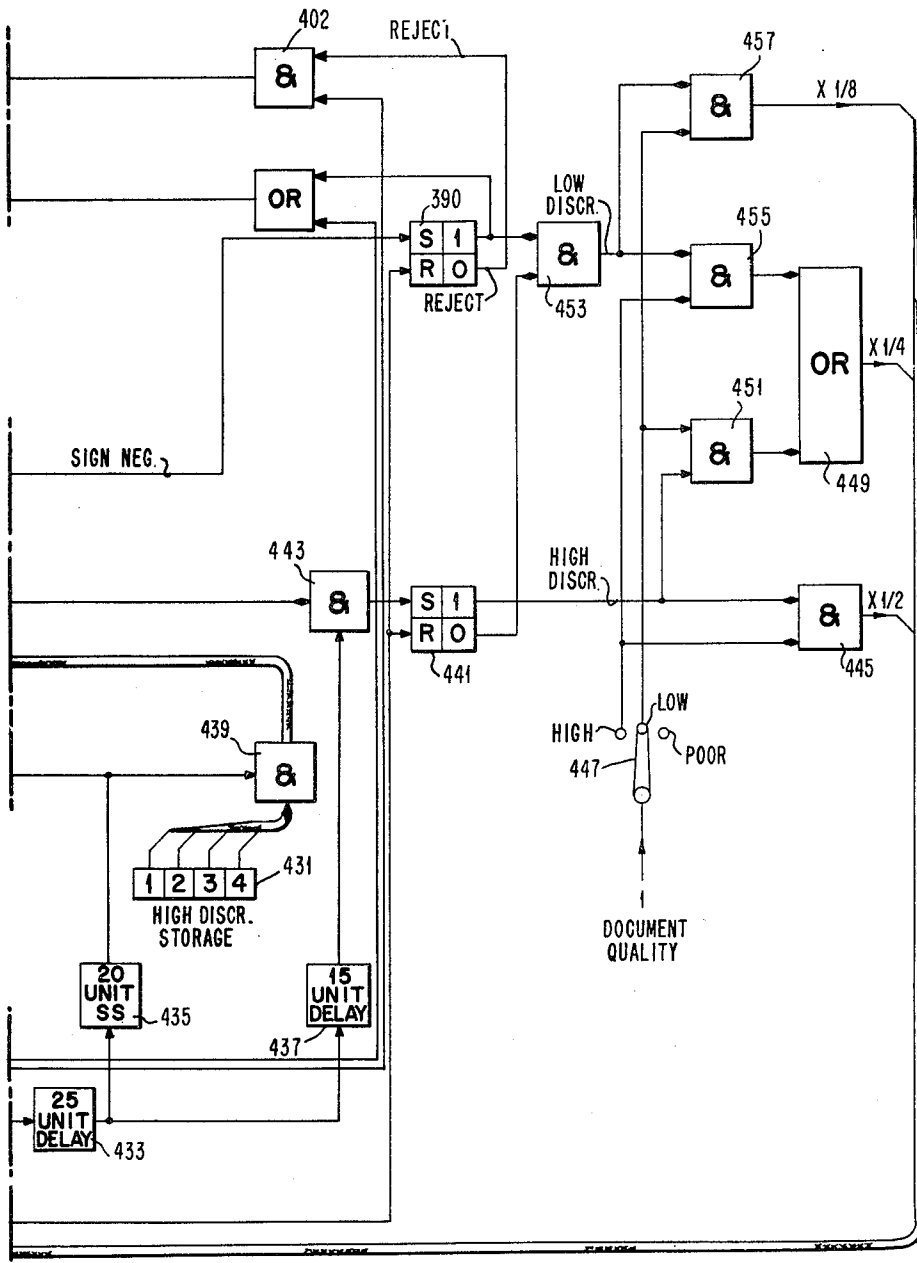 402
&
REJECT
457
&
X 1/8
OR
390
S 1
R 0
REJECT
&
453
LOW
DISCR.
455
&
OR
X 1/4
449
451
&
SIGN NEG.
443
&
S 1
R 0
441
HIGH
DISCR.
&
X 1/2
445
439
&
HIGH
LOW
POOR
447
1 2 3 4
431
HIGH DISCR.
STORAGE
1
DOCUMENT
QUALITY
20
UNIT
SS
435
15
UNIT
DELAY
437
25
UNIT
DELAY
433